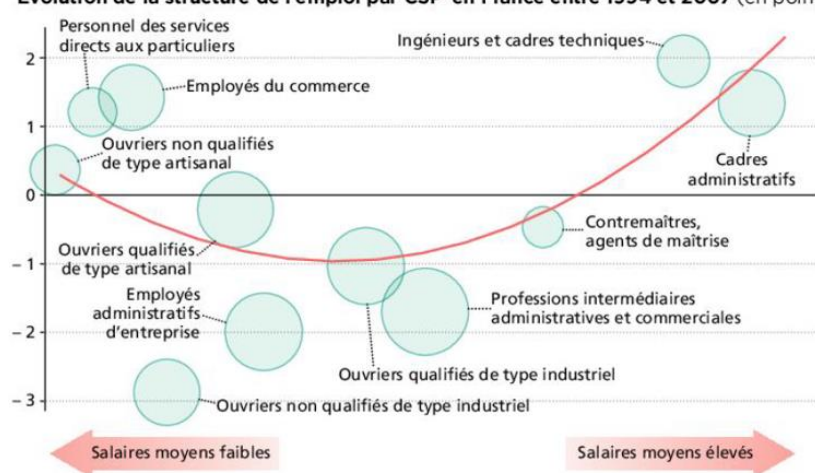 Évolution de la structure de l'emploi par CSP en France entre 1994 et 2007 (en poin
Personnel des services
directs aux particuliers
Ingénieurs et cadres techniques
2
Employés du commerce
1
Ouvriers non qualifiés
de type artisanal
Cadres
administratifs
0
Contremaîtres,
agents de maîtrise
Ouvriers qualifiés
de type artisanal
– 1
Employés
administratifs
d'entreprise
Professions intermédiaires
administratives et commerciales
– 2
Ouvriers qualifiés de type industriel
– 3
Ouvriers non qualifiés de type industriel
Salaires moyens faibles
Salaires moyens élevés